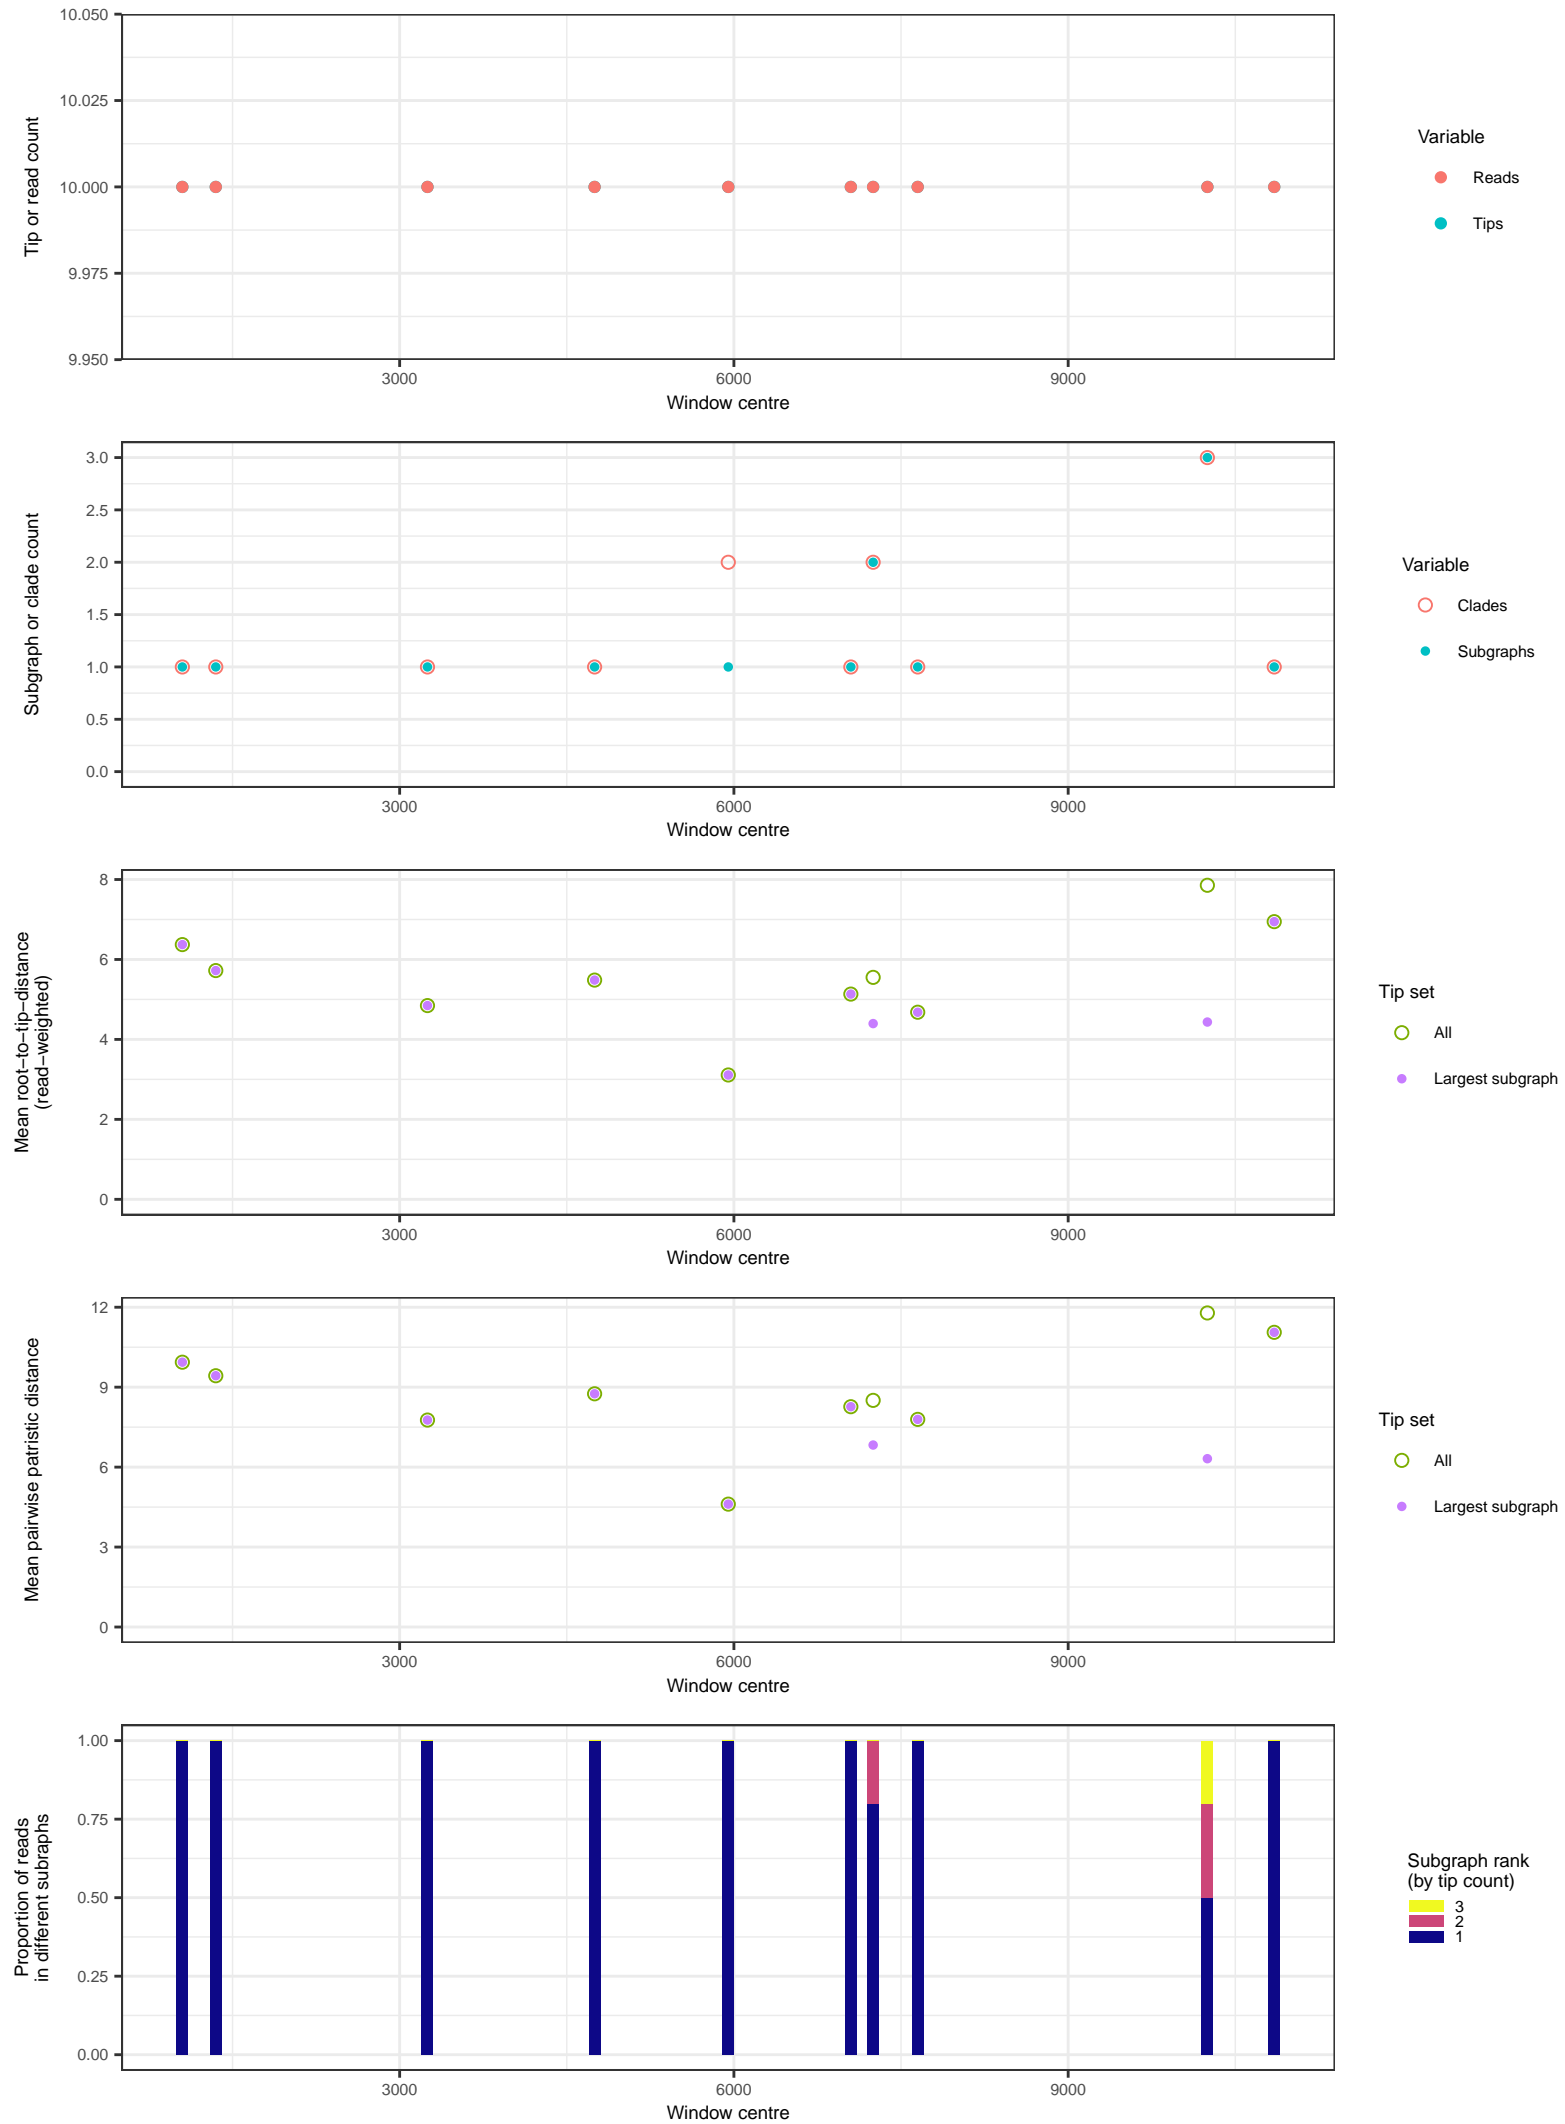 10.050
10.025
10.000
9.975
9.950
Tip or read count
3000
6000
9000
Window centre
Variable
Reads
Tips
3.0
2.5
2.0
1.5
1.0
0.5
0.0
Subgraph or clade count
3000
6000
9000
Window centre
Variable
Clades
Subgraphs
8
6
4
2
0
Mean root−to−tip−distance
(read−weighted)
3000
6000
9000
Window centre
Tip set
All
Largest subgraph
12
9
6
3
0
Mean pairwise patristic distance
3000
6000
9000
Window centre
Tip set
All
Largest subgraph
1.00
0.75
0.50
0.25
0.00
Proportion of reads
in different subraphs
3000
6000
9000
Window centre
Subgraph rank
(by tip count)
3
2
1